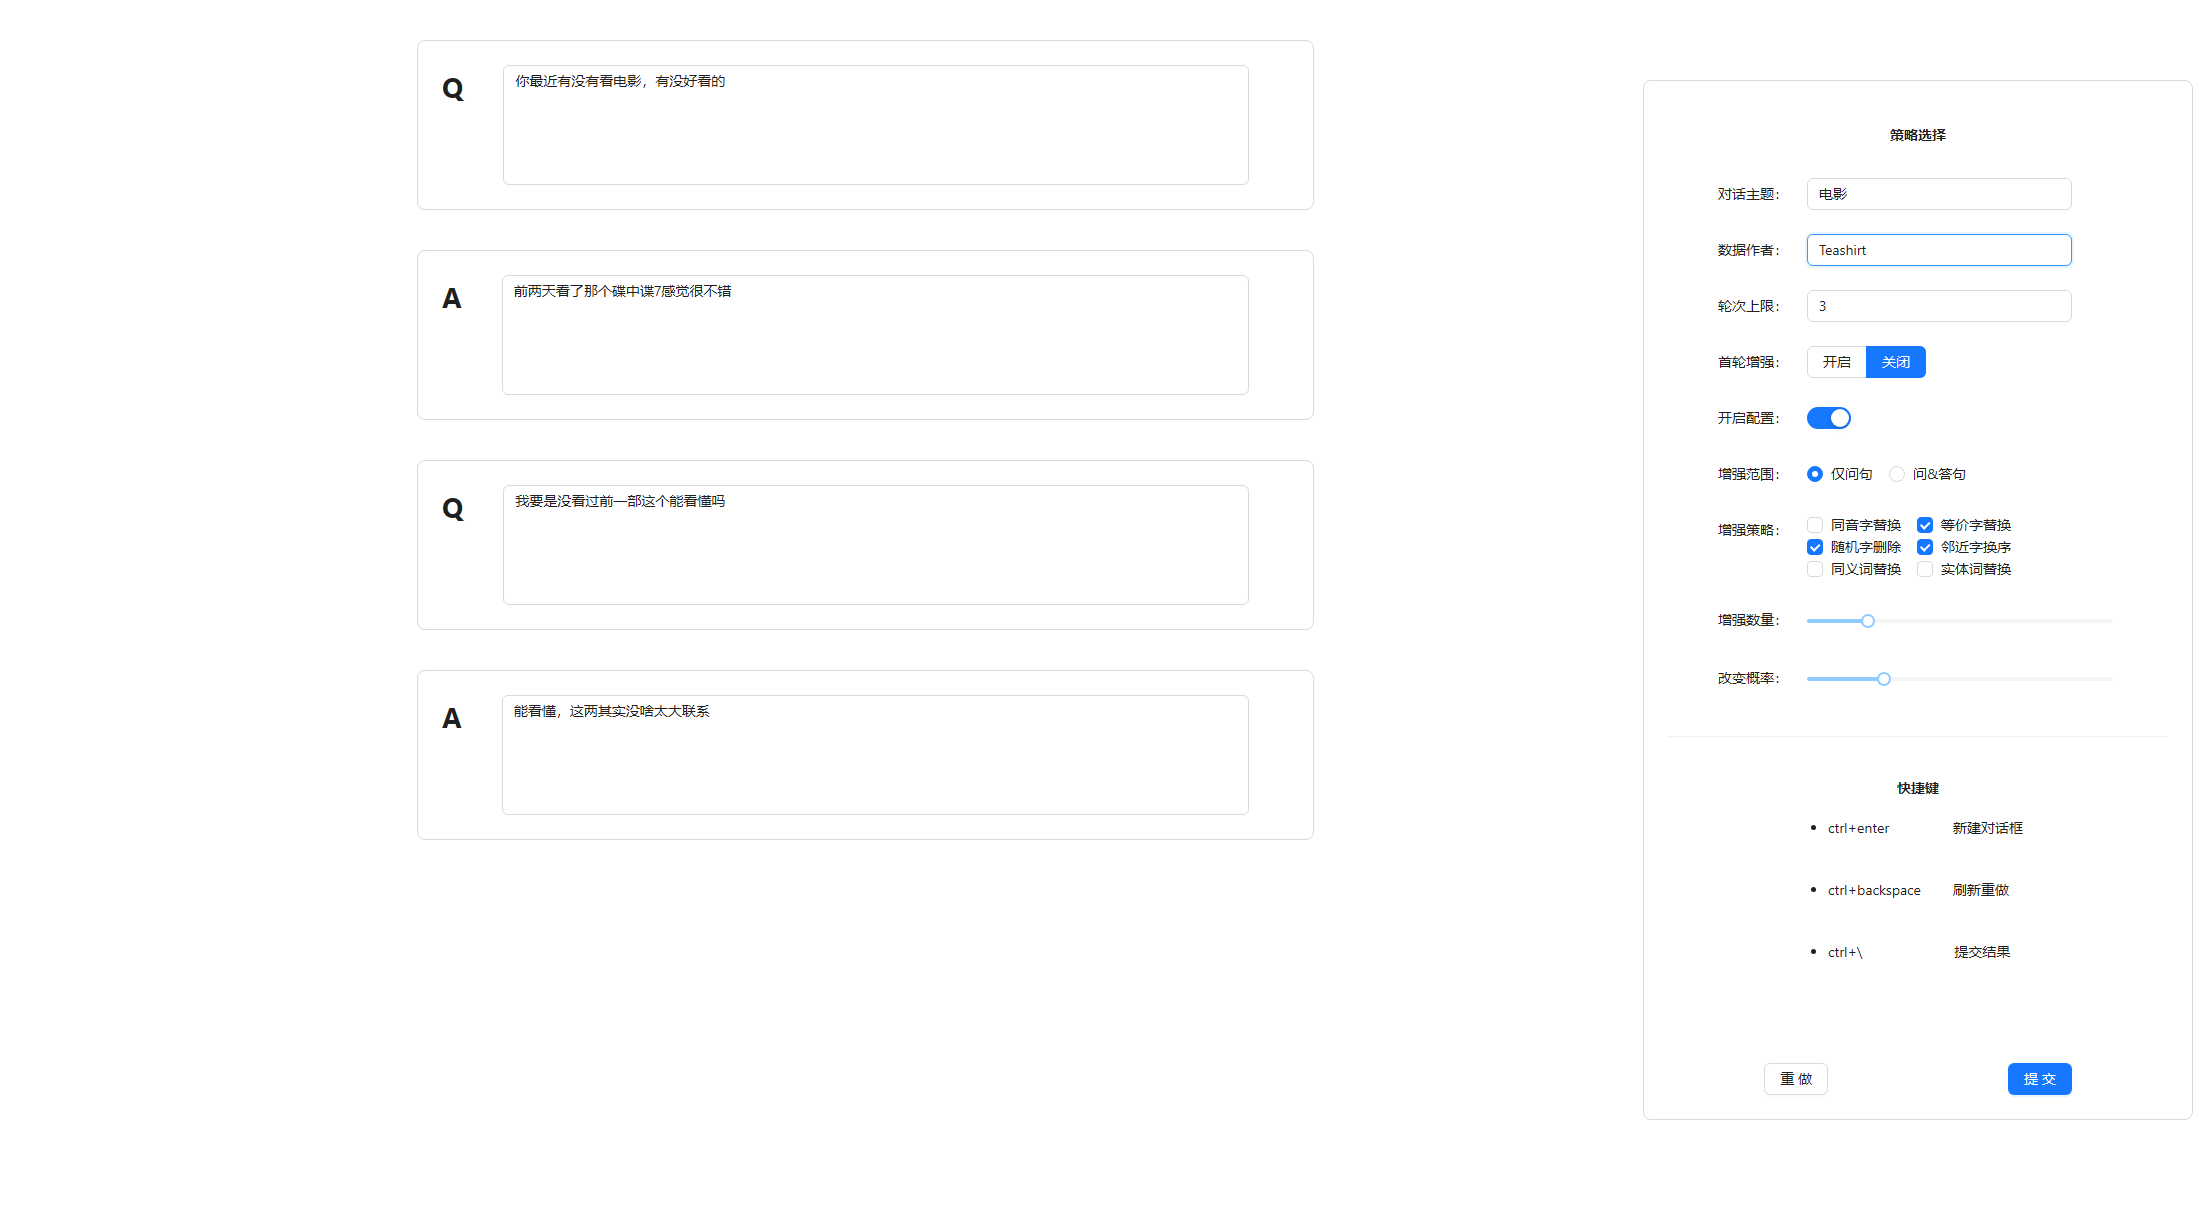 Q
你最近有没有看电影，有没好看的
A
前两天看了那个碟中谍7感觉很不错
Q
我要是没看过前一部这个能看懂吗
A
能看懂，这两其实没啥太大联系
策略选择
对话主题： 电影
数据作者： Teashirt
轮次上限： 3
首轮增强： 开启 关闭
开启配置：
增强范围： 仅问句 问&答句
增强策略： 同音字替换 等价字替换
随机字删除 邻近字换序
同义词替换 实体词替换
增强数量：
改变概率：
快捷键
ctrl+enter 新建对话框
ctrl+backspace 刷新重做
ctrl+\ 提交结果
重 做 提 交